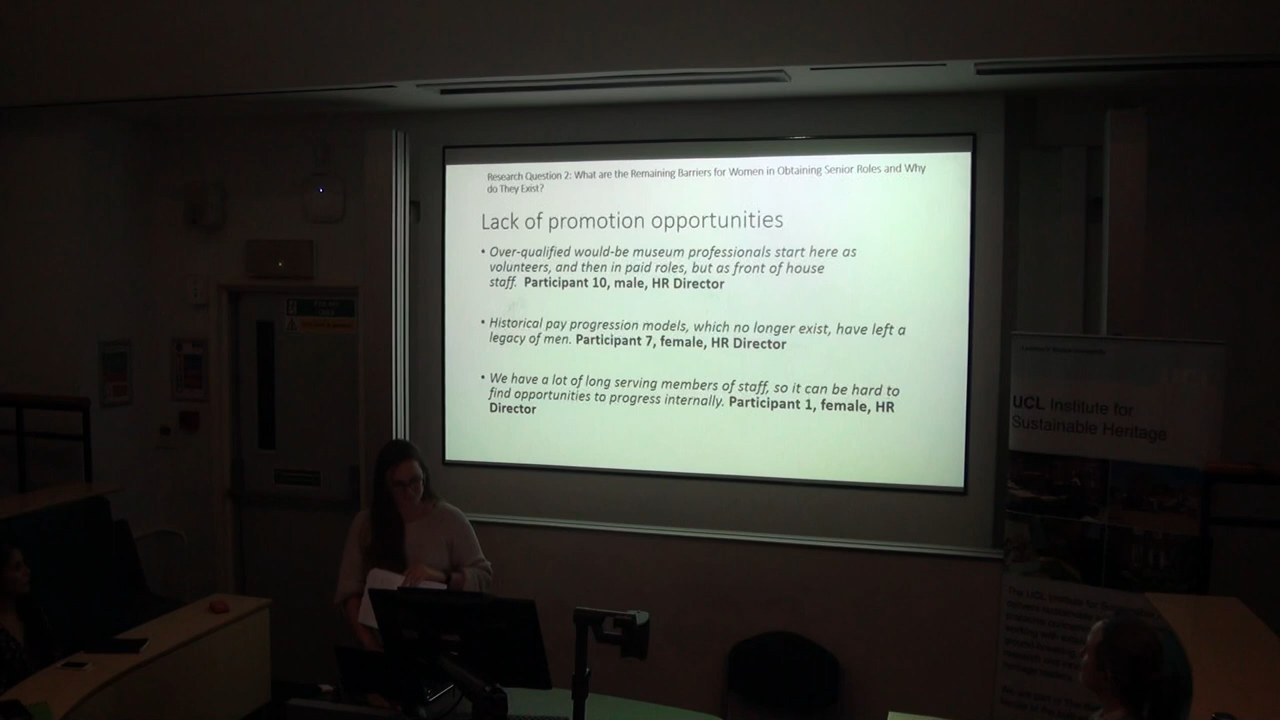 Research Question 2: What are the Remaining Barriers for Women in Obtaining Senior Roles and Why
do They Exist?
Lack of promotion opportunities
• Over-qualified would-be museum professionals start here as
volunteers, and then in paid roles, but as front of house
staff. Participant 10, male, HR Director
• Historical pay progression models, which no longer exist, have left a
legacy of men. Participant 7, female, HR Director
• We have a lot of long serving members of staff, so it can be hard to
find opportunities to progress internally. Participant 1, female, HR
Director
UCL Institute for
Sustainable Heritage
The UCL Institute for